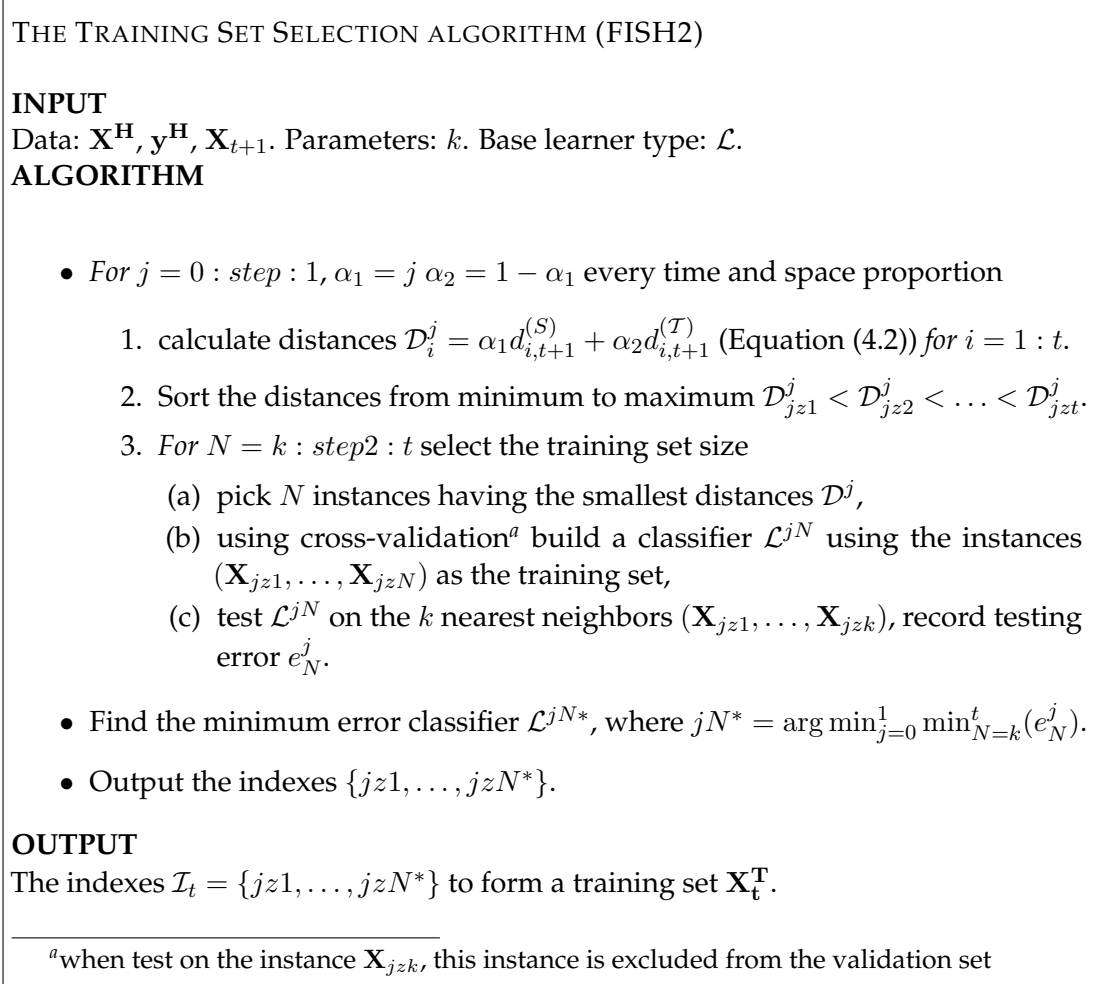 THE TRAINING SET SELECTION ALGORITHM (FISH2)
INPUT
Data: X^H, y^H, X_{t+1}. Parameters: k. Base learner type: L.
ALGORITHM
• For j = 0 : step : 1, α_1 = j α_2 = 1 − α_1 every time and space proportion
1. calculate distances D_i^j = α_1 d_{i,t+1}^{(S)} + α_2 d_{i,t+1}^{(T)} (Equation (4.2)) for i = 1 : t.
2. Sort the distances from minimum to maximum D_{jz1}^j < D_{jz2}^j < … < D_{jzt}^j.
3. For N = k : step2 : t select the training set size
(a) pick N instances having the smallest distances D^j,
(b) using cross-validation^a build a classifier L^{jN} using the instances
(X_{jz1}, …, X_{jzN}) as the training set,
(c) test L^{jN} on the k nearest neighbors (X_{jz1}, …, X_{jzk}), record testing
error e_N^j.
• Find the minimum error classifier L^{jN*}, where jN* = arg min_{j=0}^1 min_{N=k}^t (e_N^j).
• Output the indexes {jz1, …, jzN*}.
OUTPUT
The indexes I_t = {jz1, …, jzN*} to form a training set X_t^T.
^a when test on the instance X_{jzk}, this instance is excluded from the validation set